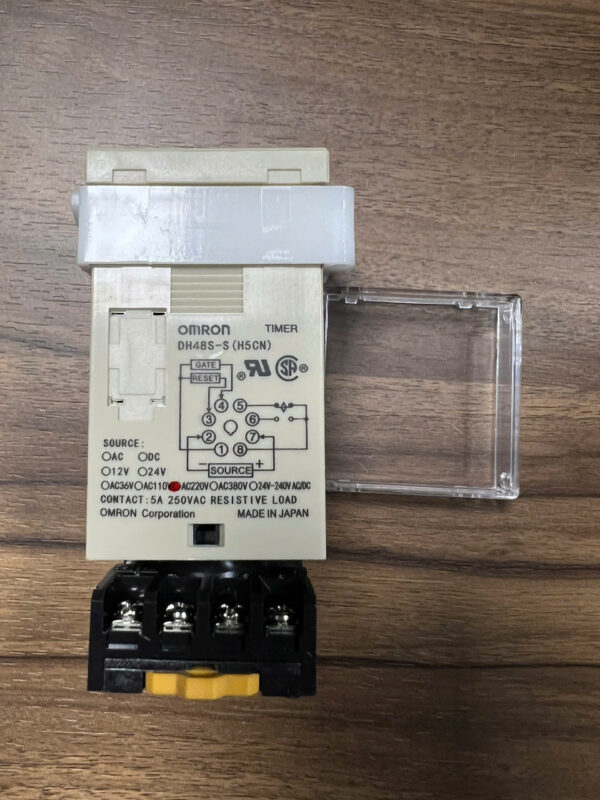 OMRON TIMER
DH48S-S(H5CN)
GATE
RESET
® RU ® SA ®
4 5
3 6
2 7
1 8
- SOURCE +
SOURCE:
○AC ○DC
○12V ○24V
○AC36V ○AC110V ●AC220V ○AC380V ○24V-240V AC/DC
CONTACT:5A 250VAC RESISTIVE LOAD
OMRON Corporation MADE IN JAPAN